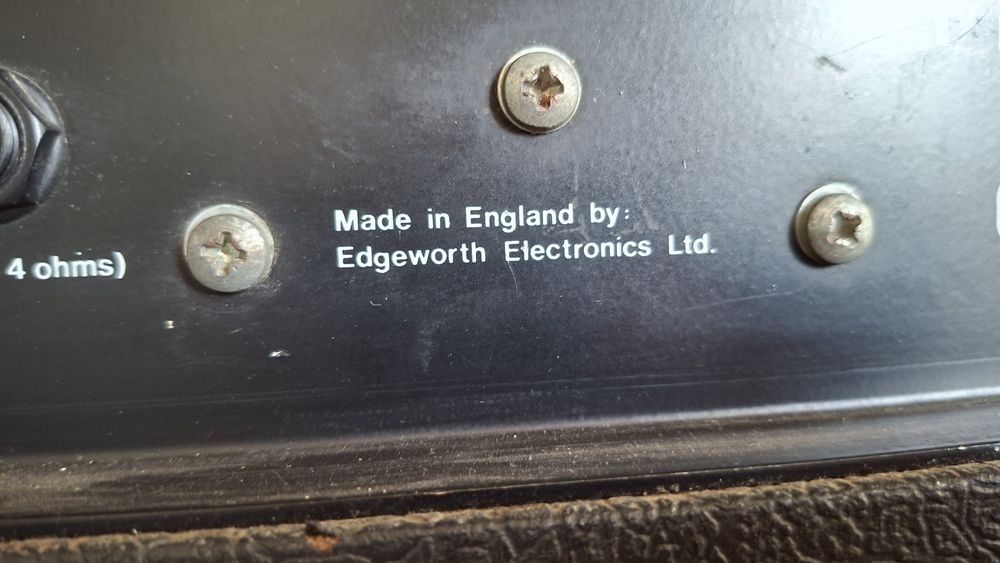 Made in England by:
Edgeworth Electronics Ltd.
4 ohms)